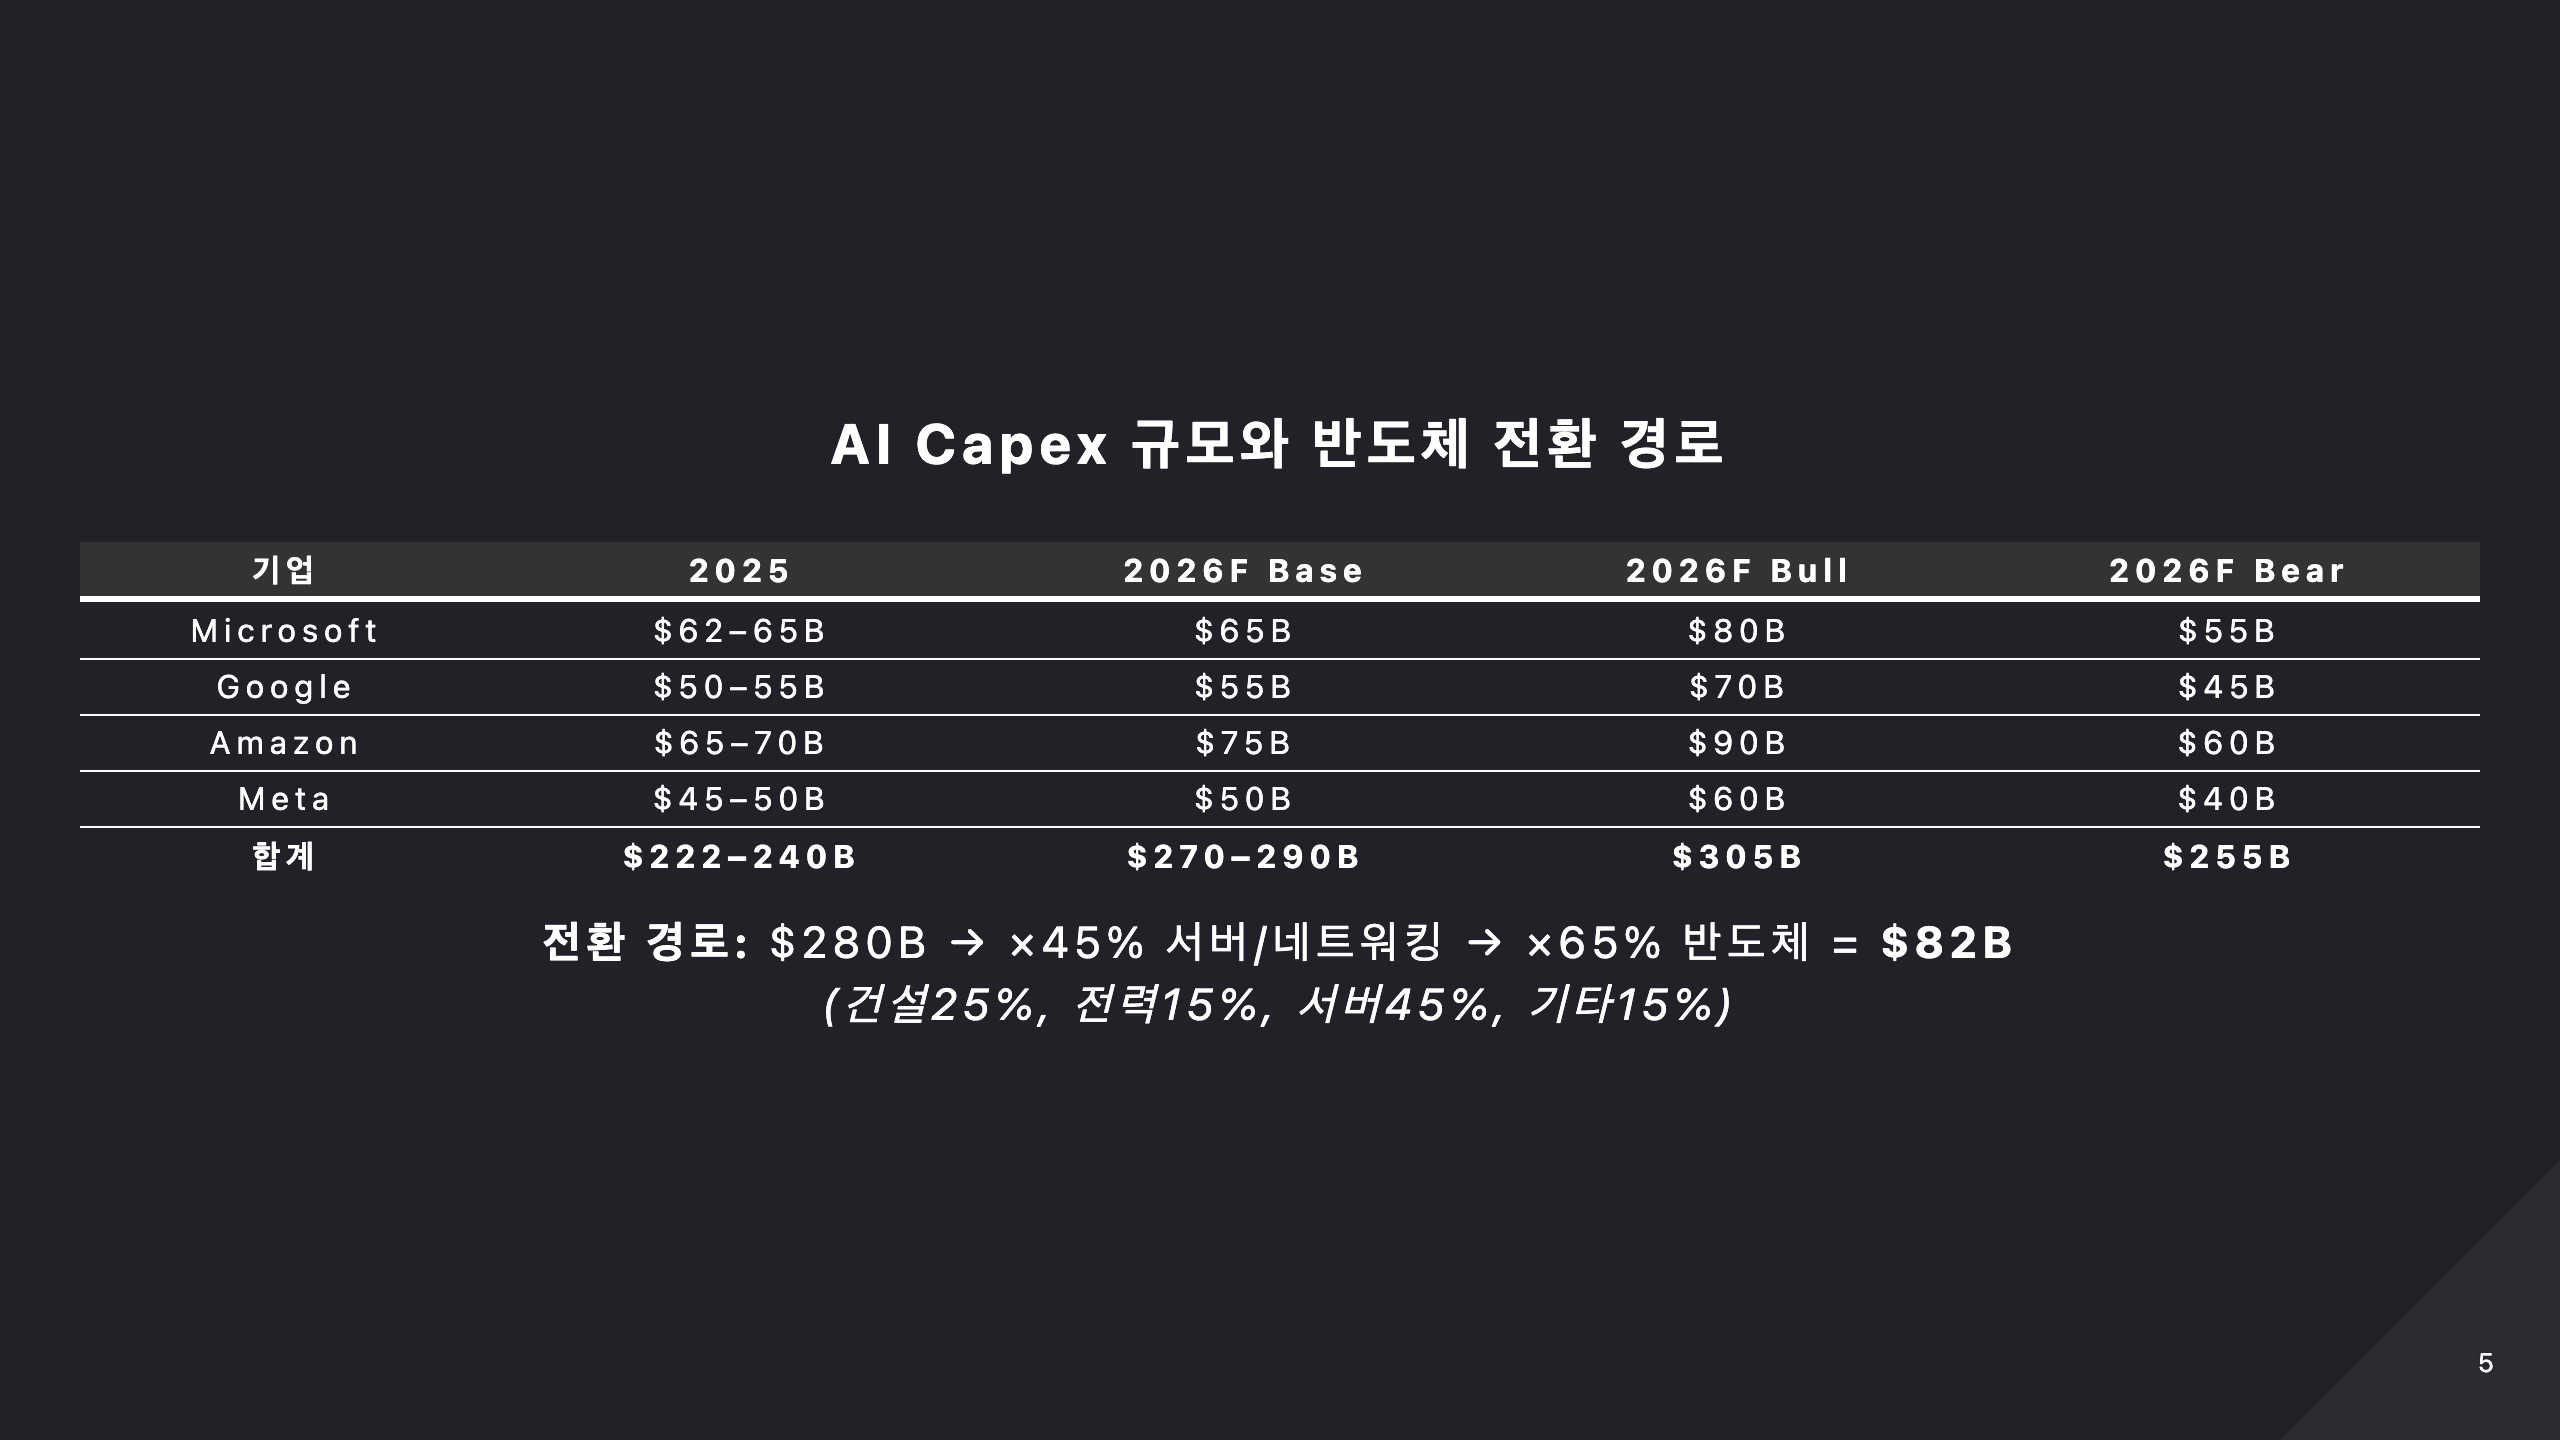 AI Capex 규모와 반도체 전환 경로
기업 2025 2026F Base 2026F Bull 2026F Bear
Microsoft $62–65B $65B $80B $55B
Google $50–55B $55B $70B $45B
Amazon $65–70B $75B $90B $60B
Meta $45–50B $50B $60B $40B
합계 $222–240B $270–290B $305B $255B
전환 경로: $280B → ×45% 서버/네트워킹 → ×65% 반도체 = $82B
(건설25%, 전력15%, 서버45%, 기타15%)
5